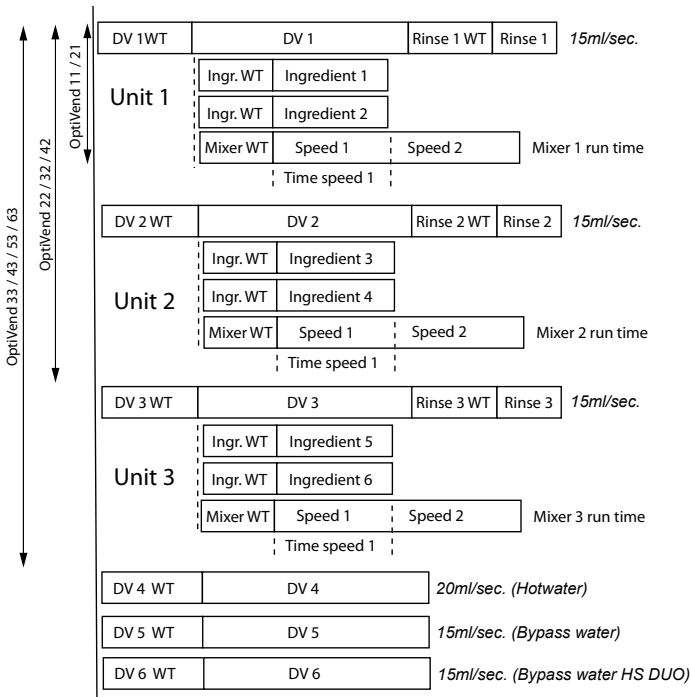 OptiVend 33 / 43 / 53 / 63
OptiVend 22 / 32 / 42
OptiVend 11 / 21
DV 1WT DV 1 Rinse 1 WT Rinse 1 15ml/sec.
Ingr. WT Ingredient 1
Unit 1
Ingr. WT Ingredient 2
Mixer WT Speed 1 Speed 2 Mixer 1 run time
Time speed 1
DV 2 WT DV 2 Rinse 2 WT Rinse 2 15ml/sec.
Ingr. WT Ingredient 3
Unit 2
Ingr. WT Ingredient 4
Mixer WT Speed 1 Speed 2 Mixer 2 run time
Time speed 1
DV 3 WT DV 3 Rinse 3 WT Rinse 3 15ml/sec.
Ingr. WT Ingredient 5
Unit 3
Ingr. WT Ingredient 6
Mixer WT Speed 1 Speed 2 Mixer 3 run time
Time speed 1
DV 4 WT DV 4 20ml/sec. (Hotwater)
DV 5 WT DV 5 15ml/sec. (Bypass water)
DV 6 WT DV 6 15ml/sec. (Bypass water HS DUO)